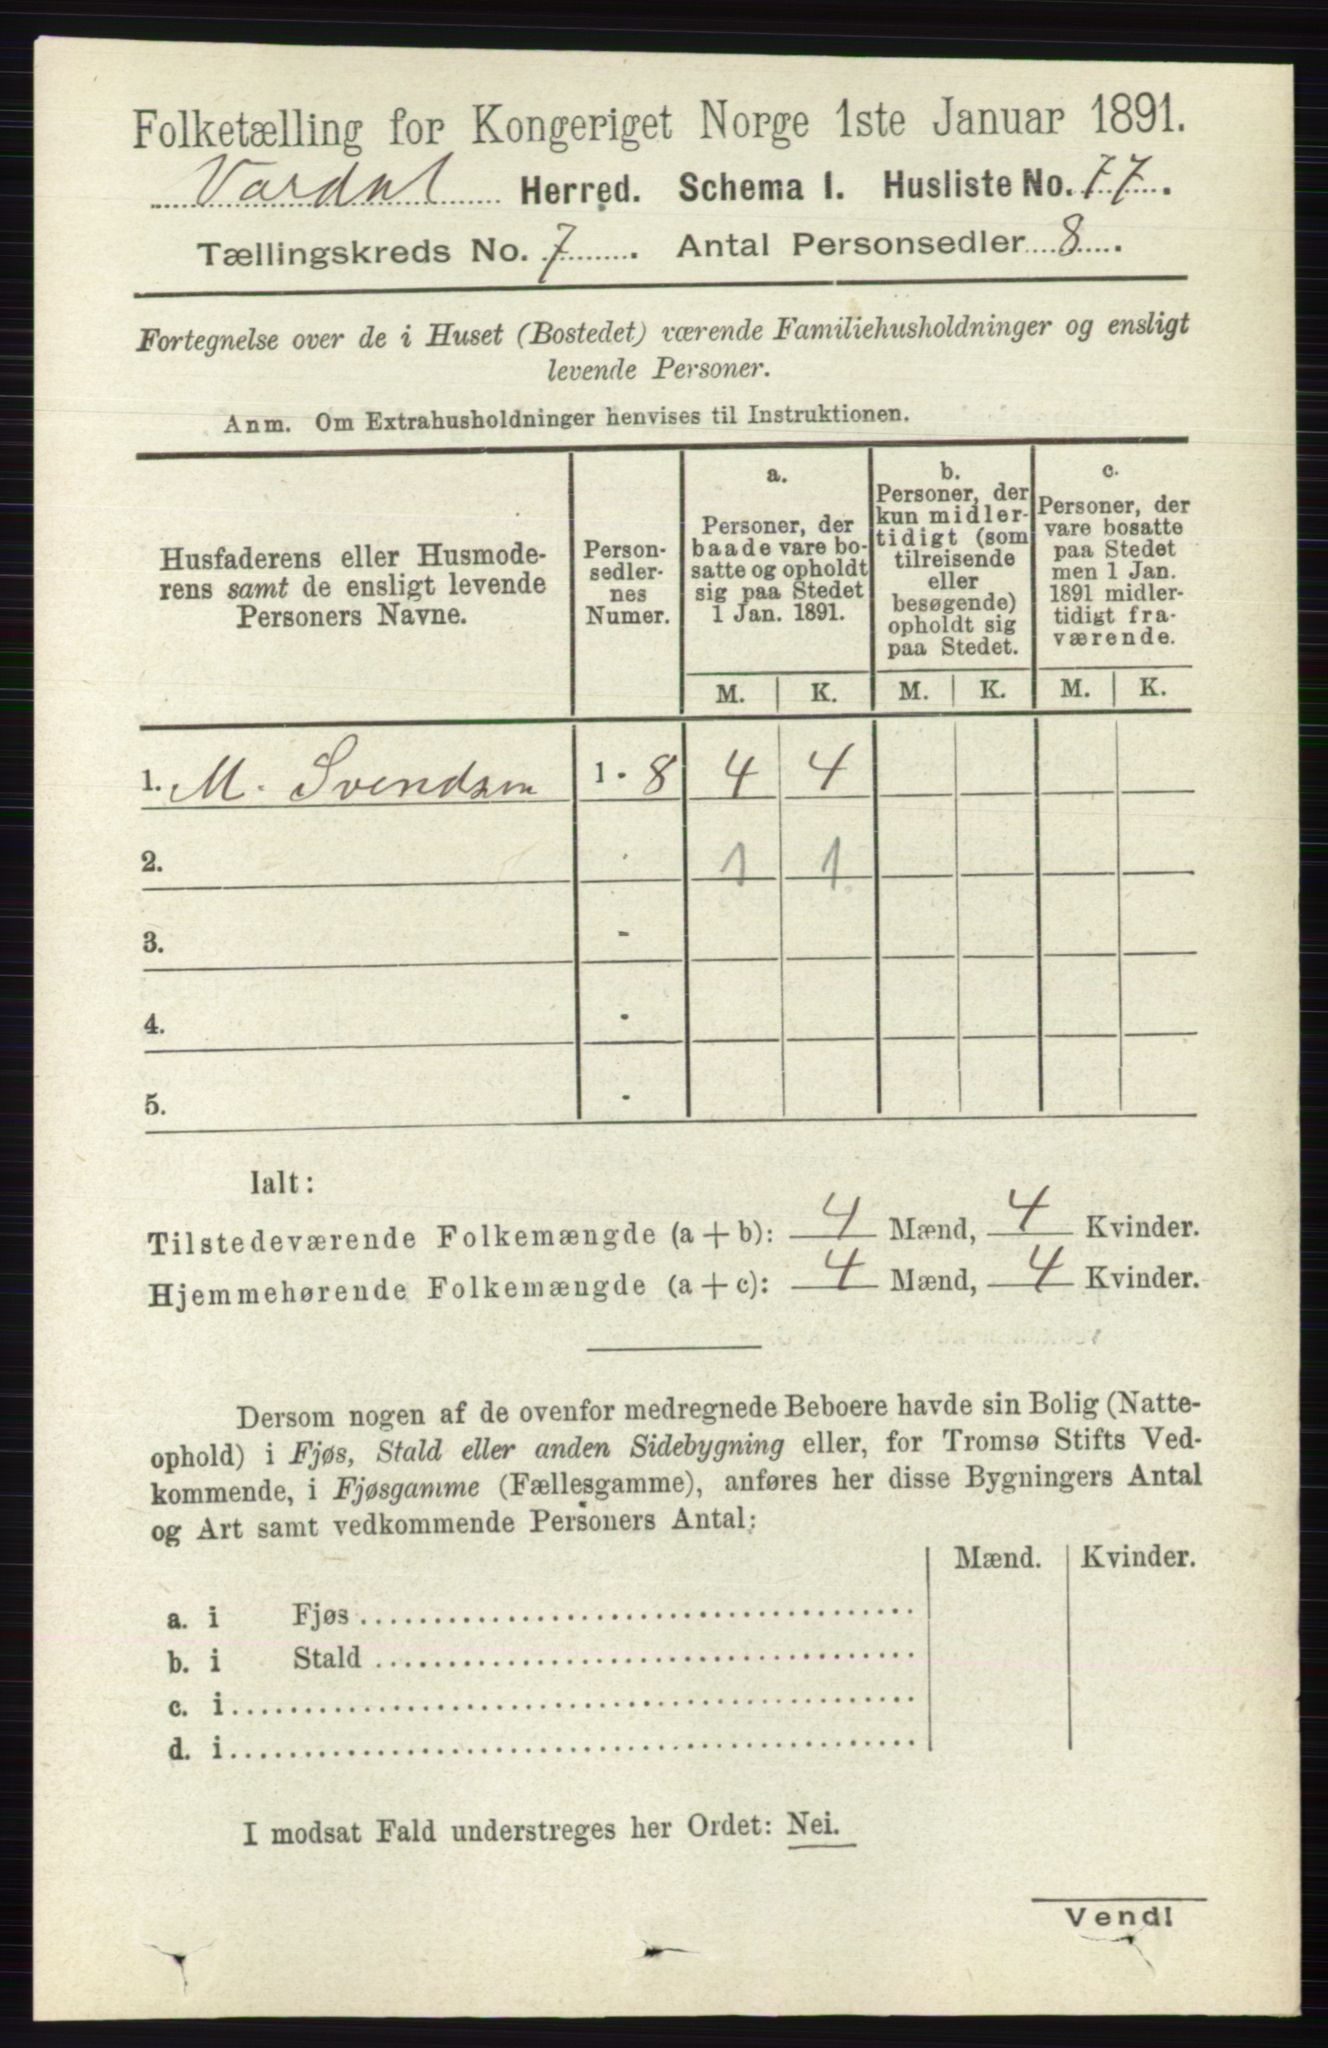 Folketælling for Kongeriget Norge 1ste Januar 1891.
Vardal Herred. Schema I. Husliste No. 77.
Tællingskreds No. 7. Antal Personsedler 8.
Fortegnelse over de i Huset (Bostedet) værende Familiehusholdninger og ensligt
levende Personer.
Anm. Om Extrahusholdninger henvises til Instruktionen.
Husfaderens eller Husmode-
rens samt de ensligt levende
Personers Navne.
Person-
sedler-
nes
Numer.
a.
Personer, der
baade vare bo-
satte og opholdt
sig paa Stedet
1 Jan. 1891.
b.
Personer, der
kun midler-
tidigt (som
tilreisende
eller
besøgende)
opholdt sig
paa Stedet.
c.
Personer, der
vare bosatte
paa Stedet
men 1 Jan.
1891 midler-
tidigt fra-
værende.
M. K. M. K. M. K.
1. M. Svendsen 1 - 8 4 4
2. - 1 1
3. -
4. -
5. -
Ialt:
Tilstedeværende Folkemængde (a + b): 4 Mænd, 4 Kvinder.
Hjemmehørende Folkemængde (a + c): 4 Mænd, 4 Kvinder.
Dersom nogen af de ovenfor medregnede Beboere havde sin Bolig (Natte-
ophold) i Fjøs, Stald eller anden Sidebygning eller, for Tromsø Stifts Ved-
kommende, i Fjøsgamme (Fællesgamme), anføres her disse Bygningers Antal
og Art samt vedkommende Personers Antal:
Mænd. Kvinder.
a. i Fjøs
b. i Stald
c. i
d. i
I modsat Fald understreges her Ordet: Nei.
Vend!